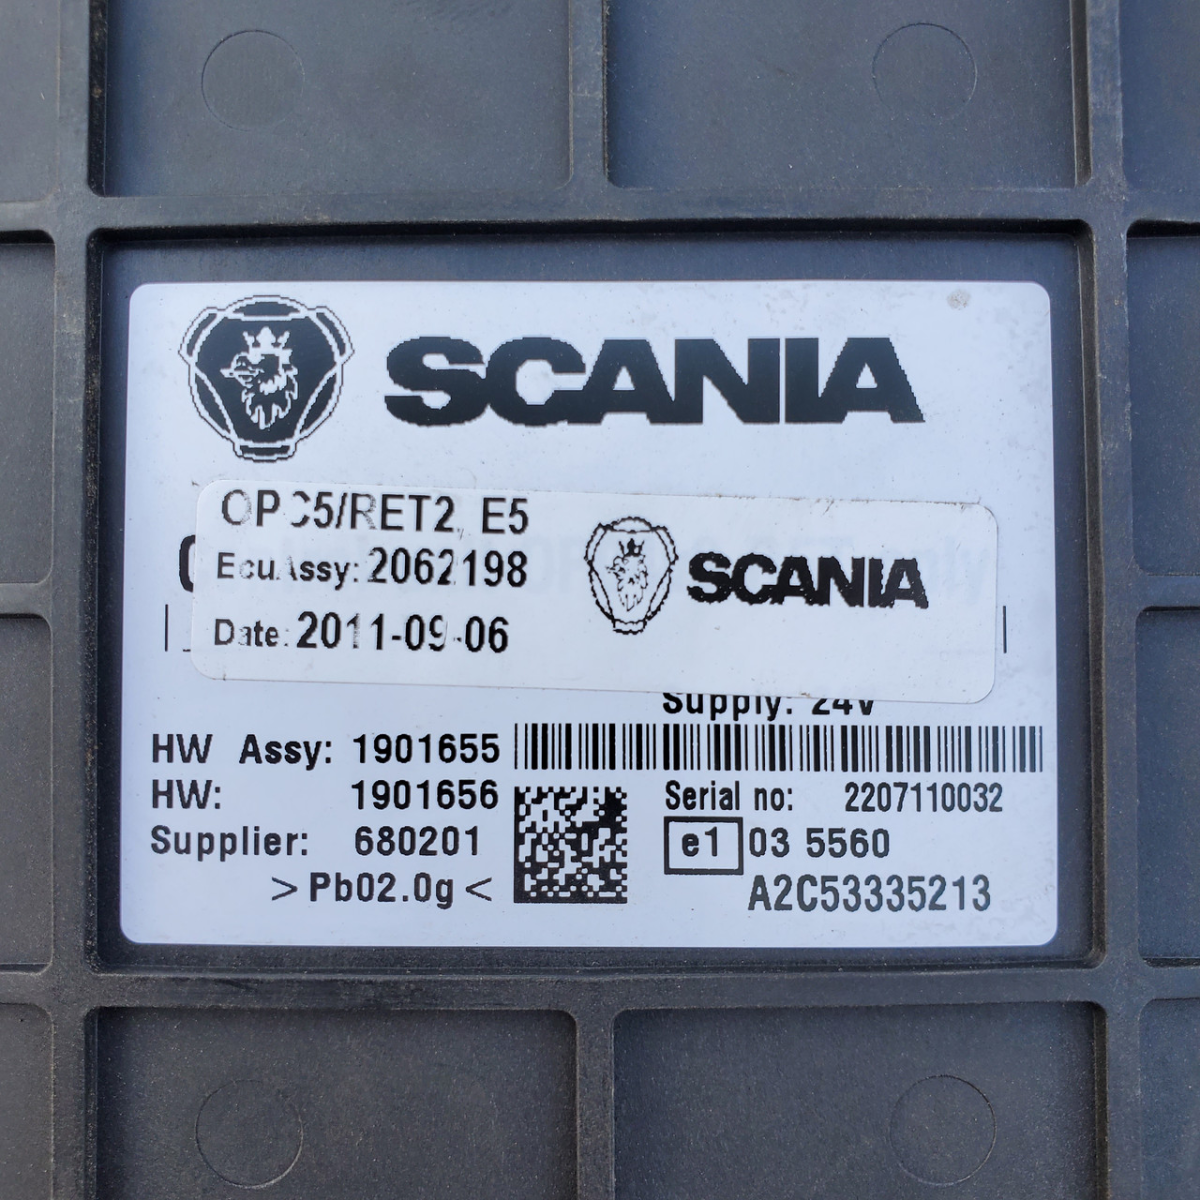 SCANIA
OPC5/RET2, E5
Ecu Assy: 2062198
SCANIA
Date: 2011-09-06
Supply: 24V
HW Assy: 1901655
HW: 1901656
Serial no: 2207110032
Supplier: 680201
e1 03 5560
>Pb02.0g<
A2C53335213